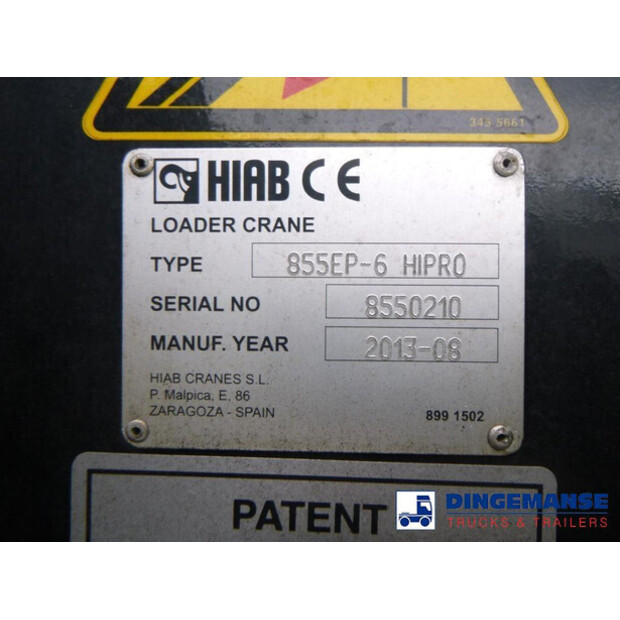 343 5661
HIAB CE
LOADER CRANE
TYPE 855EP-6 HIPRO
SERIAL NO 8550210
MANUF. YEAR 2013-08
HIAB CRANES S.L.
P. Malpica, E, 86
ZARAGOZA - SPAIN
899 1502
PATENT
DINGEMANSE
TRUCKS & TRAILERS